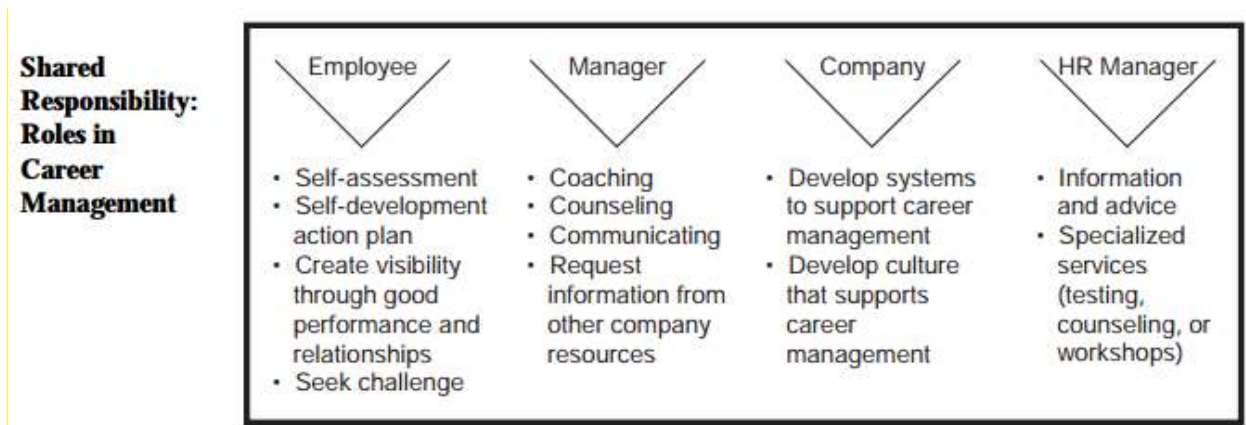 Shared
Responsibility:
Roles in
Career
Management
Employee
• Self-assessment
• Self-development
action plan
• Create visibility
through good
performance and
relationships
• Seek challenge
Manager
• Coaching
• Counseling
• Communicating
• Request
information from
other company
resources
Company
• Develop systems
to support career
management
• Develop culture
that supports
career
management
HR Manager
• Information
and advice
• Specialized
services
(testing,
counseling, or
workshops)